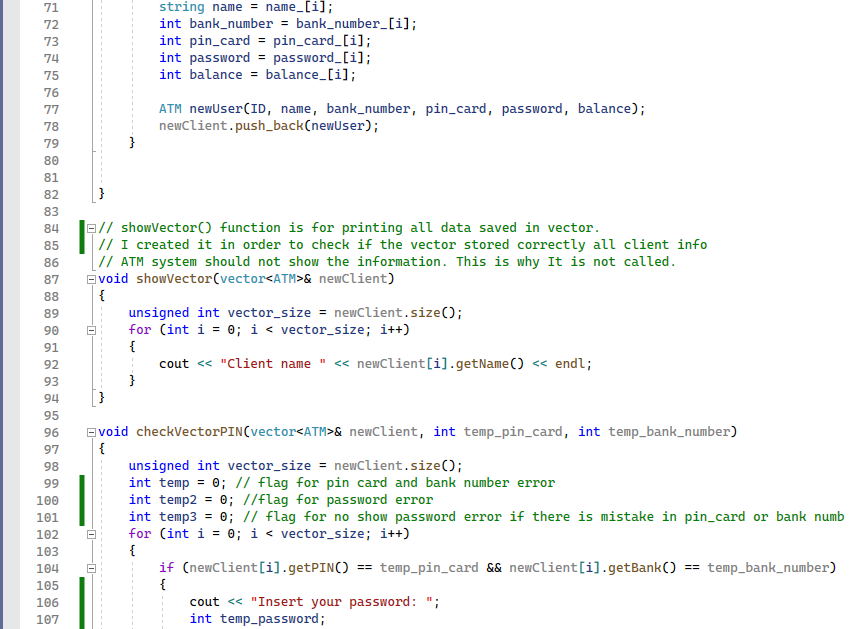 71 string name = name_[i];
72 int bank_number = bank_number_[i];
73 int pin_card = pin_card_[i];
74 int password = password_[i];
75 int balance = balance_[i];
76
77 ATM newUser(ID, name, bank_number, pin_card, password, balance);
78 newClient.push_back(newUser);
79 }
80
81
82 }
83
84 // showVector() function is for printing all data saved in vector.
85 // I created it in order to check if the vector stored correctly all client info
86 // ATM system should not show the information. This is why It is not called.
87 void showVector(vector<ATM>& newClient)
88 {
89 unsigned int vector_size = newClient.size();
90 for (int i = 0; i < vector_size; i++)
91 {
92 cout << "Client name " << newClient[i].getName() << endl;
93 }
94 }
95
96 void checkVectorPIN(vector<ATM>& newClient, int temp_pin_card, int temp_bank_number)
97 {
98 unsigned int vector_size = newClient.size();
99 int temp = 0; // flag for pin card and bank number error
100 int temp2 = 0; //flag for password error
101 int temp3 = 0; // flag for no show password error if there is mistake in pin_card or bank numb
102 for (int i = 0; i < vector_size; i++)
103 {
104 if (newClient[i].getPIN() == temp_pin_card && newClient[i].getBank() == temp_bank_number)
105 {
106 cout << "Insert your password: ";
107 int temp_password;